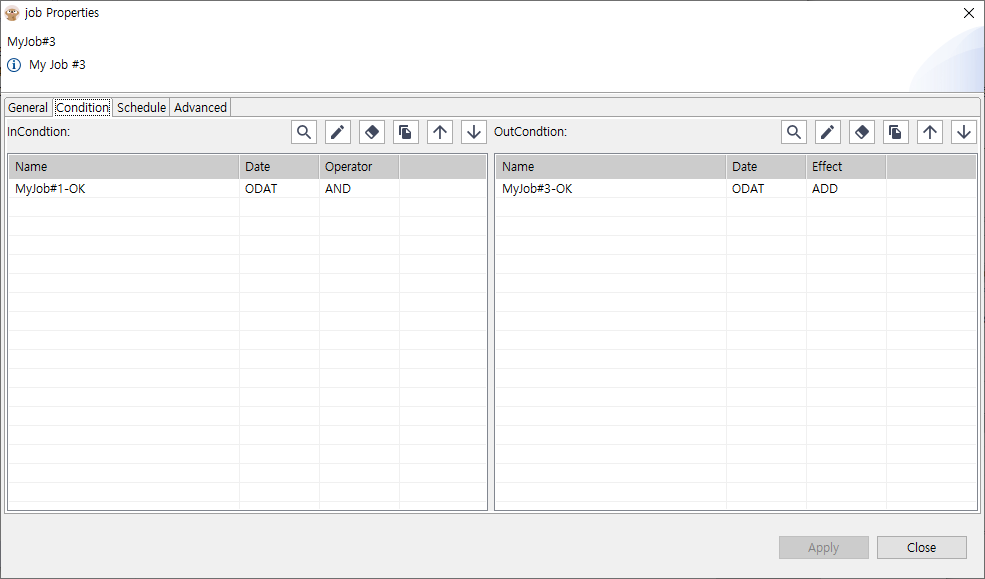 job Properties
MyJob#3
My Job #3
General Condition Schedule Advanced
InCondition:
OutCondtion:
Name Date Operator
MyJob#1-OK ODAT AND
Name Date Effect
MyJob#3-OK ODAT ADD
Apply Close